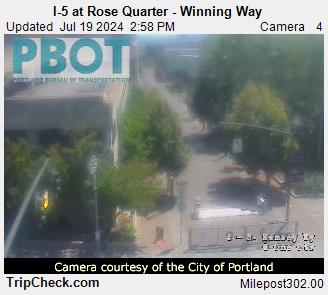 I-5 at Rose Quarter - Winning Way
Updated Jul 19 2024 2:58 PM Camera 4
PBOT
PORTLAND BUREAU OF TRANSPORTATION
Camera courtesy of the City of Portland
TripCheck.com Milepost302.00